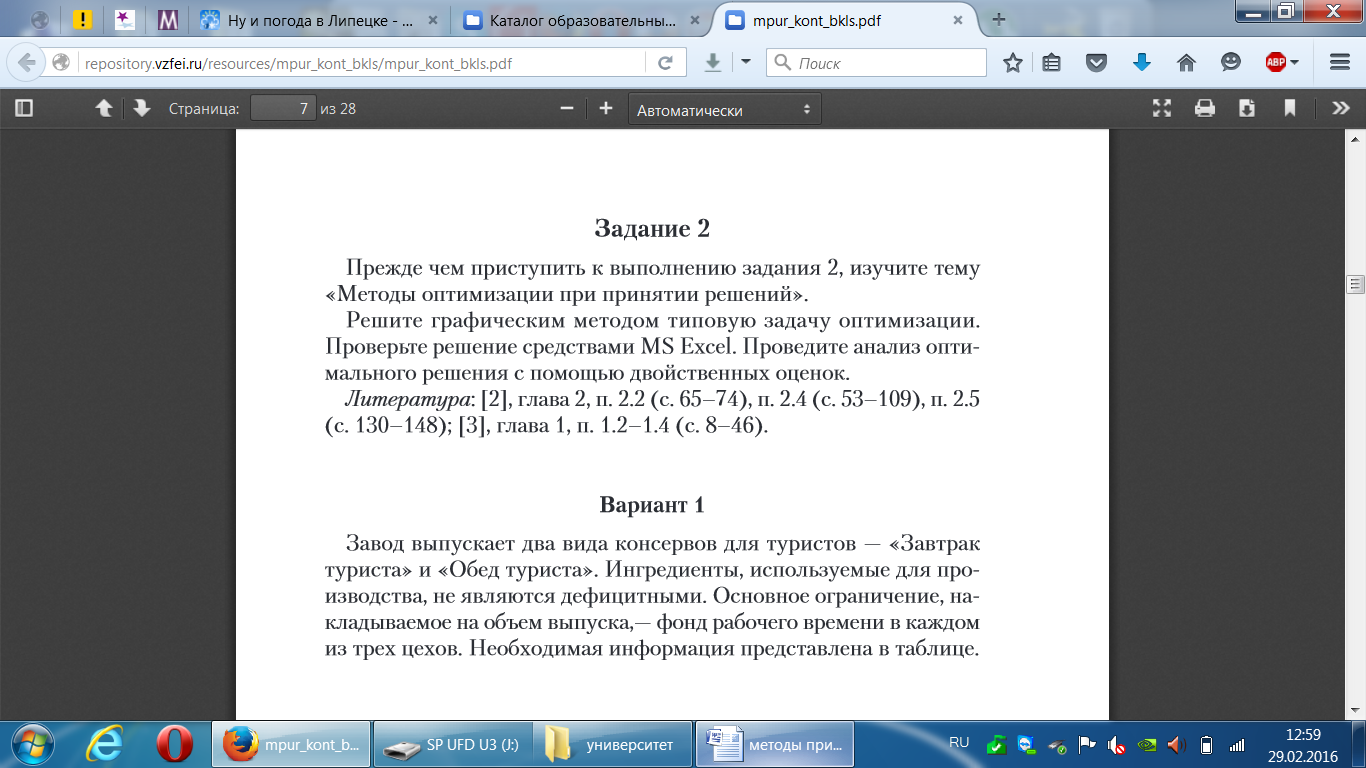 Ну и погода в Липецке - ...
Каталог образовательны...
mpur_kont_bkls.pdf
repository.vzfei.ru/resources/mpur_kont_bkls/mpur_kont_bkls.pdf
Поиск
ABP
Страница: 7 из 28
Автоматически
Задание 2
Прежде чем приступить к выполнению задания 2, изучите тему
«Методы оптимизации при принятии решений».
Решите графическим методом типовую задачу оптимизации.
Проверьте решение средствами MS Excel. Проведите анализ опти-
мального решения с помощью двойственных оценок.
Литература: [2], глава 2, п. 2.2 (с. 65–74), п. 2.4 (с. 53–109), п. 2.5
(с. 130–148); [3], глава 1, п. 1.2–1.4 (с. 8–46).
Вариант 1
Завод выпускает два вида консервов для туристов — «Завтрак
туриста» и «Обед туриста». Ингредиенты, используемые для про-
изводства, не являются дефицитными. Основное ограничение, на-
кладываемое на объем выпуска,— фонд рабочего времени в каждом
из трех цехов. Необходимая информация представлена в таблице.
mpur_kont_b...
SP UFD U3 (J:)
университет
методы при...
RU
12:59
29.02.2016